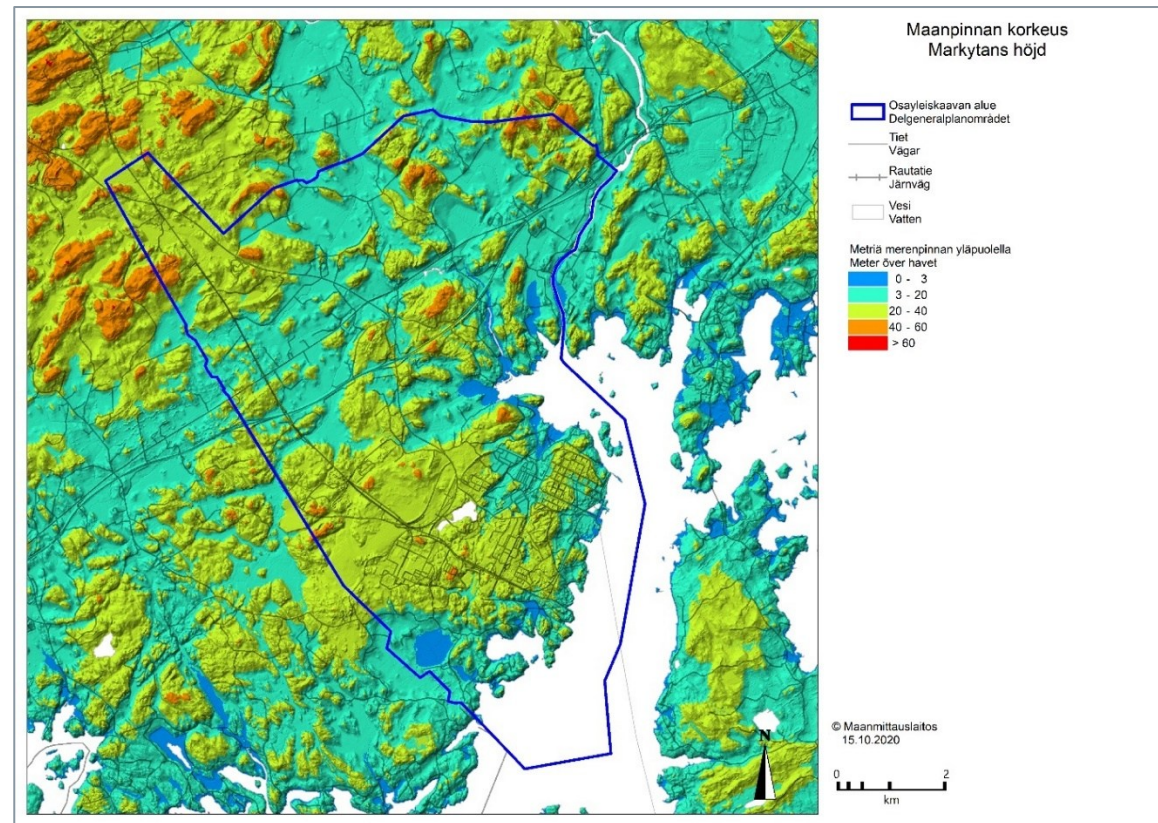 Maanpinnan korkeus
Markytans höjd
Osayleiskaavan alue
Delgeneralplanområdet
Tiet
Vägar
Rautatie
Järnväg
Vesi
Vatten
Metriä merenpinnan yläpuolella
Meter över havet
0 - 3
3 - 20
20 - 40
40 - 60
> 60
© Maanmittauslaitos
15.10.2020
N
0 2
km